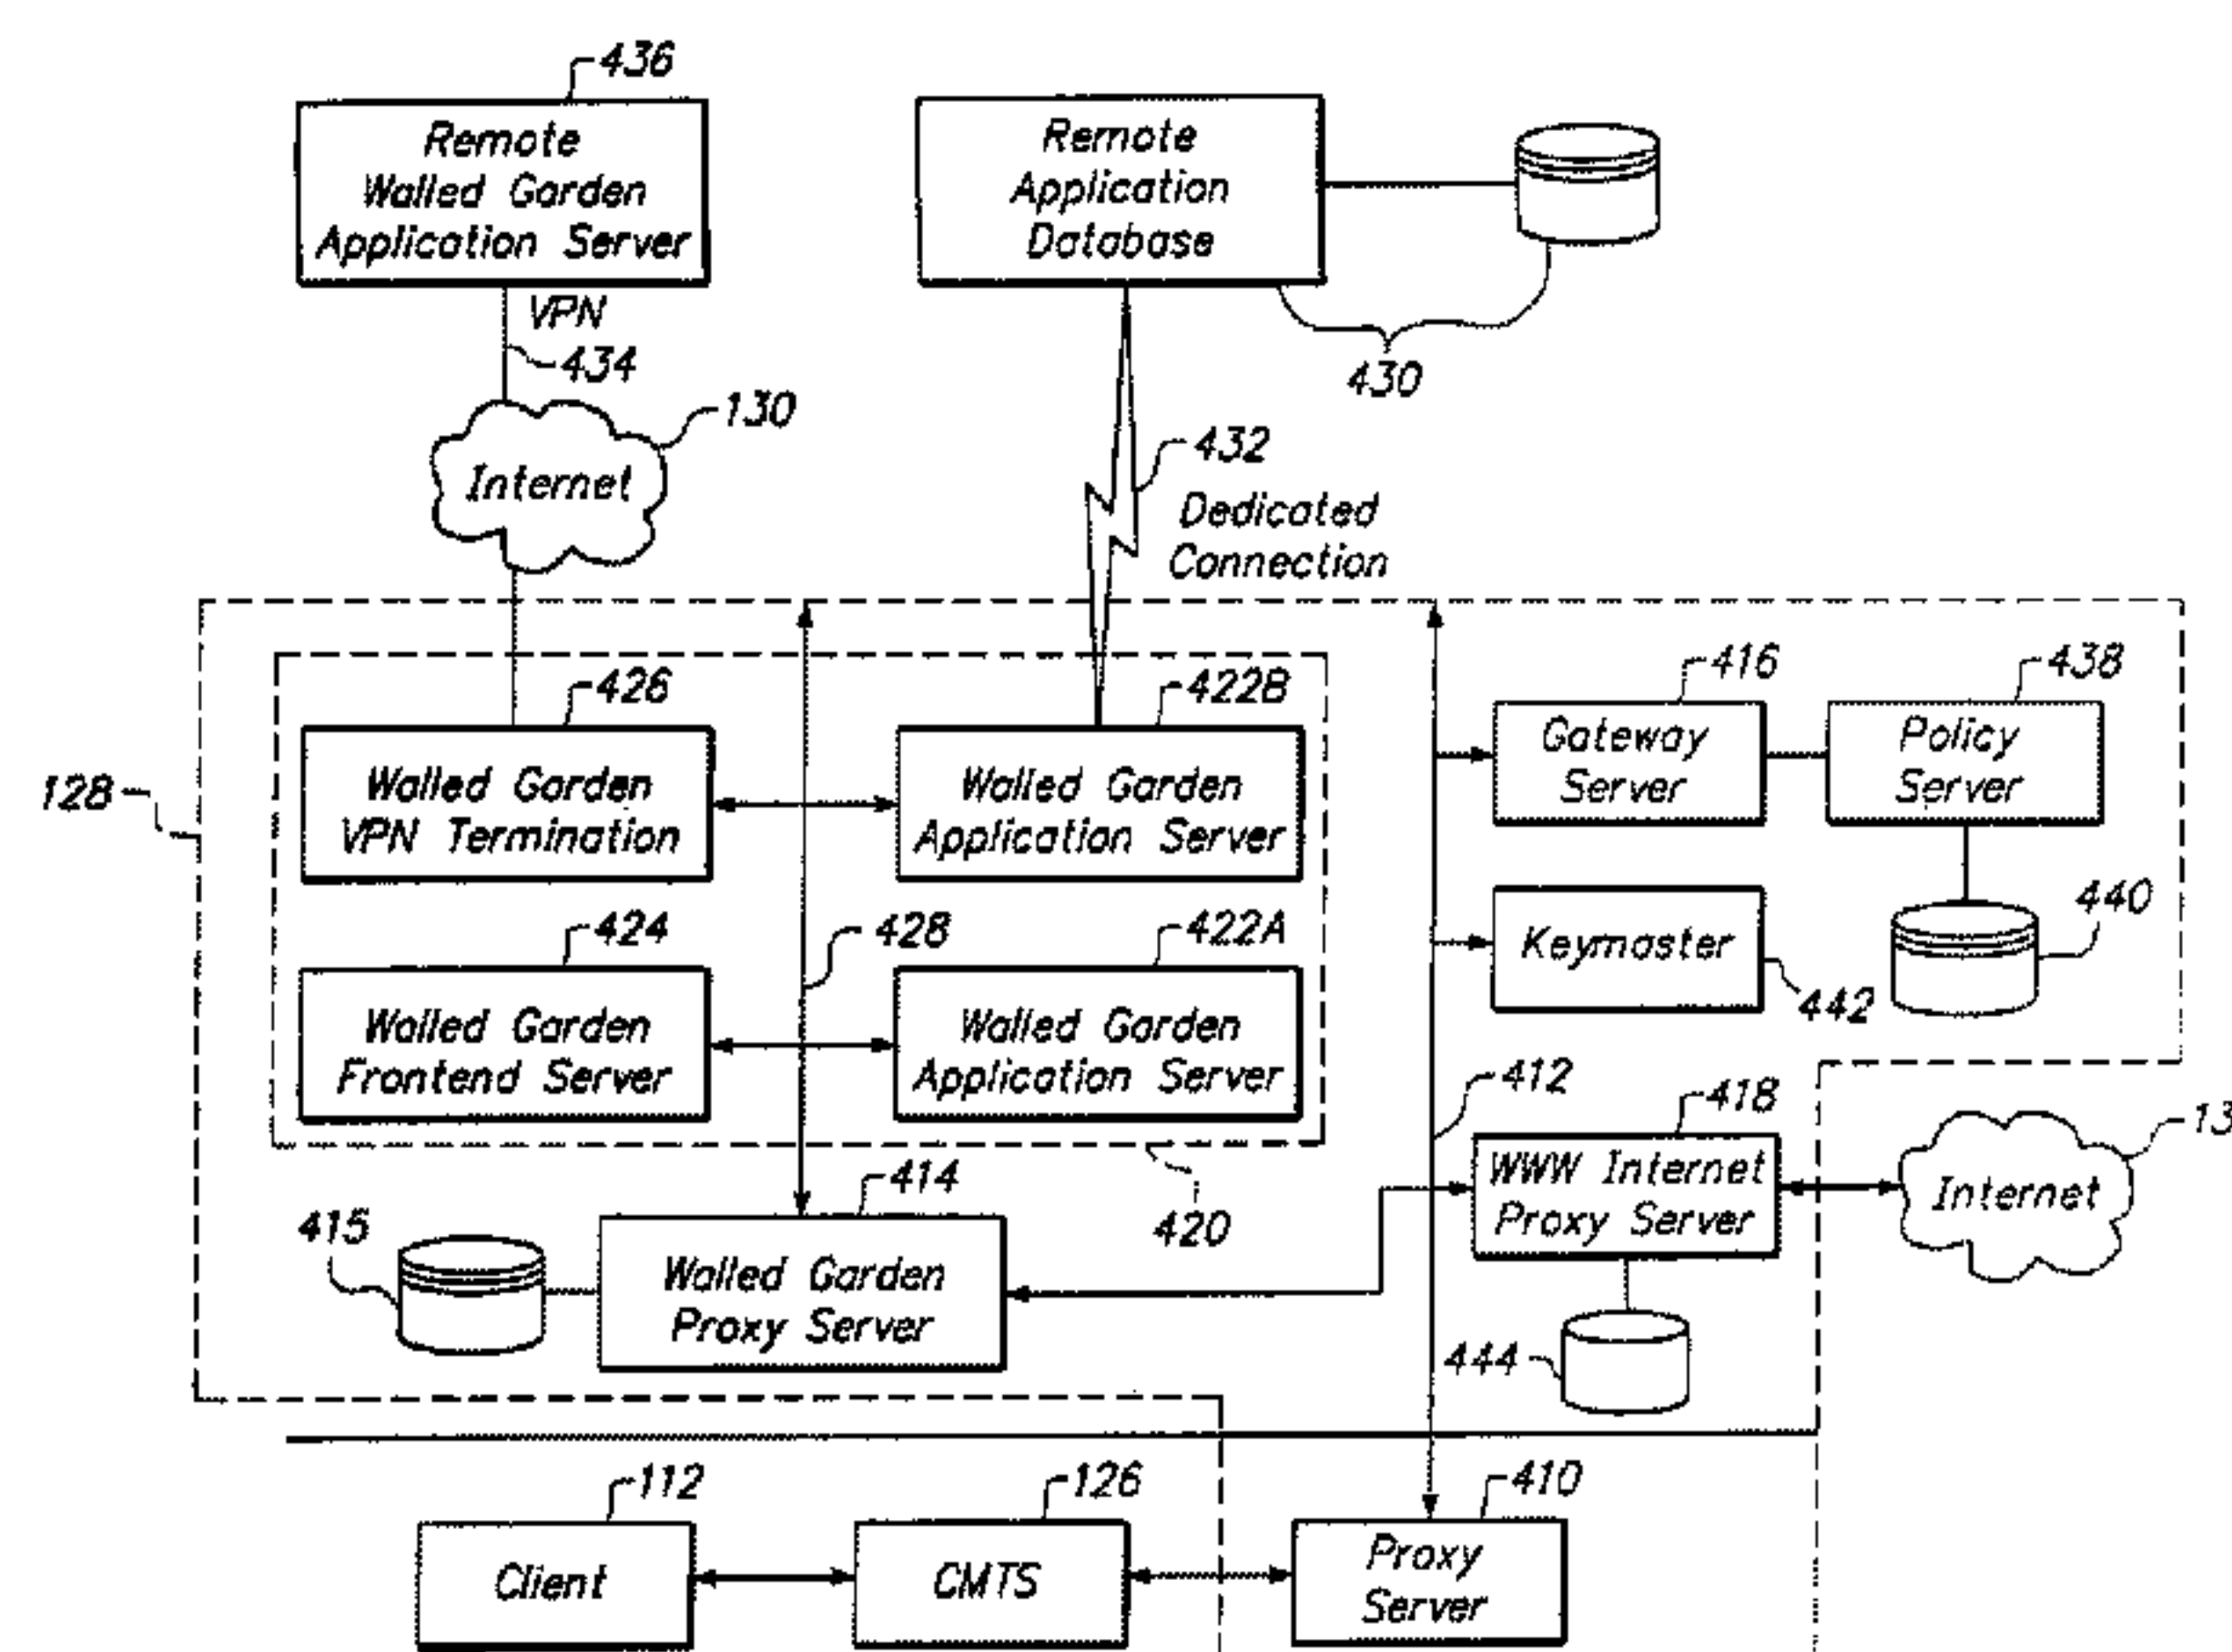 436
Remote
Walled Garden
Application Server
Remote
Application
Database
VPN
434
430
130
Internet
432
Dedicated
Connection
426
422B
416
438
Walled Garden
VPN Termination
Walled Garden
Application Server
Gateway
Server
Policy
Server
128
424
428
422A
Keymaster
440
442
Walled Garden
Frontend Server
Walled Garden
Application Server
412
418
13
414
WWW Internet
Proxy Server
Internet
415
420
Walled Garden
Proxy Server
444
112
126
410
Client
CMTS
Proxy
Server